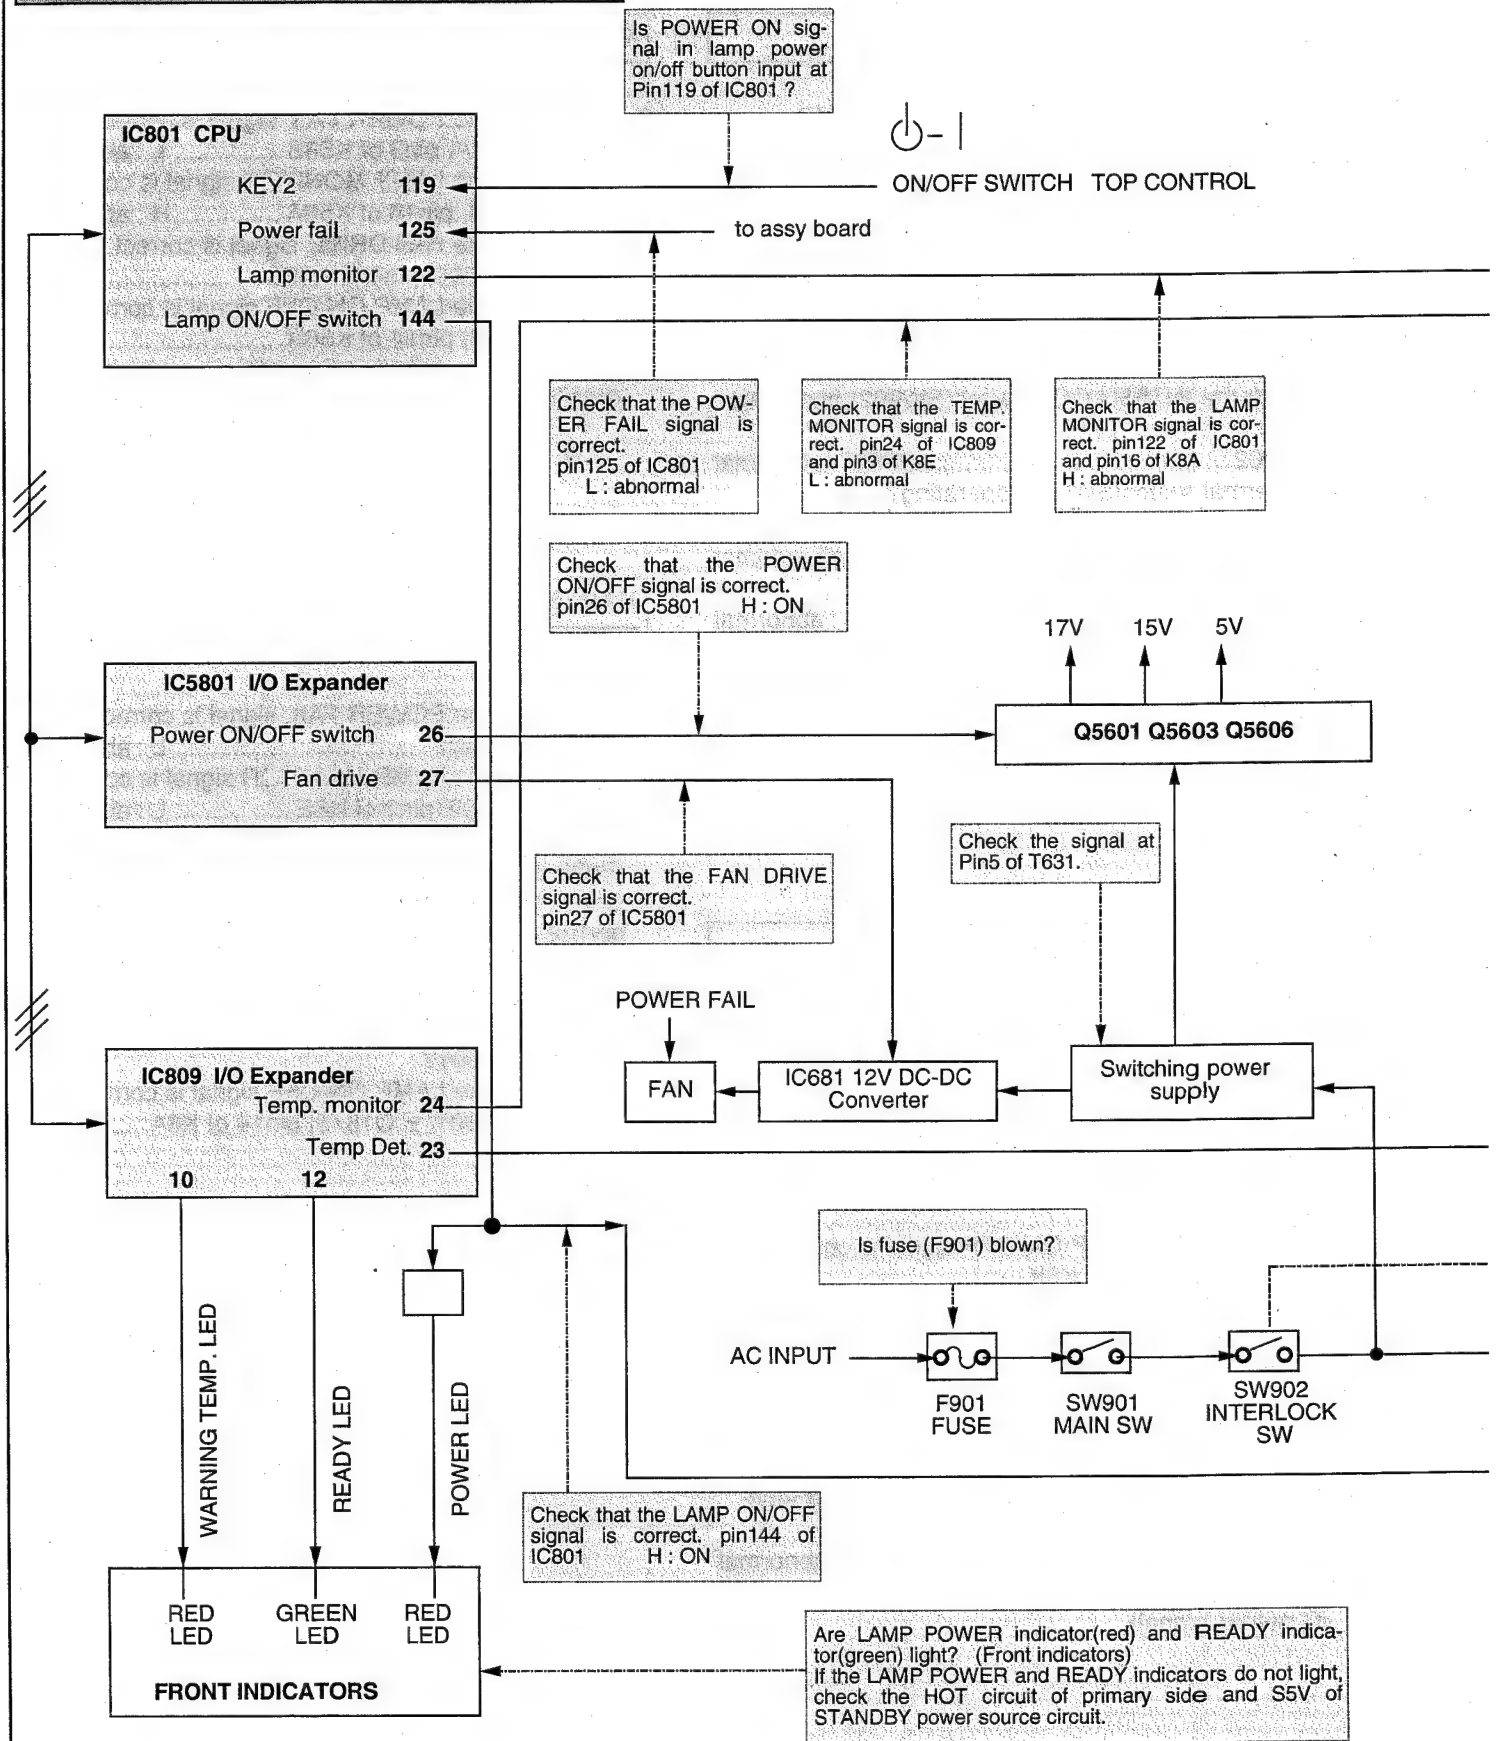 Is POWER ON sig-
nal in lamp power
on/off button input at
Pin119 of IC801 ?
IC801 CPU
KEY2 119
ON/OFF SWITCH TOP CONTROL
Power fail 125
to assy board
Lamp monitor 122
Lamp ON/OFF switch 144
Check that the POW-
ER FAIL signal is
correct.
pin125 of IC801
L : abnormal
Check that the TEMP.
MONITOR signal is cor-
rect. pin24 of IC809
and pin3 of K8E
L : abnormal
Check that the LAMP
MONITOR signal is cor-
rect. pin122 of IC801
and pin16 of K8A
H : abnormal
Check that the POWER
ON/OFF signal is correct.
pin26 of IC5801 H : ON
17V 15V 5V
IC5801 I/O Expander
Power ON/OFF switch 26
Q5601 Q5603 Q5606
Fan drive 27
Check the signal at
Pin5 of T631.
Check that the FAN DRIVE
signal is correct.
pin27 of IC5801
POWER FAIL
IC809 I/O Expander
Temp. monitor 24
Temp Det. 23
10 12
FAN
IC681 12V DC-DC
Converter
Switching power
supply
Is fuse (F901) blown?
AC INPUT
F901
FUSE
SW901
MAIN SW
SW902
INTERLOCK
SW
WARNING TEMP. LED
READY LED
POWER LED
Check that the LAMP ON/OFF
signal is correct. pin144 of
IC801 H : ON
RED
LED
GREEN
LED
RED
LED
FRONT INDICATORS
Are LAMP POWER indicator(red) and READY indica-
tor(green) light? (Front indicators)
If the LAMP POWER and READY indicators do not light,
check the HOT circuit of primary side and S5V of
STANDBY power source circuit.